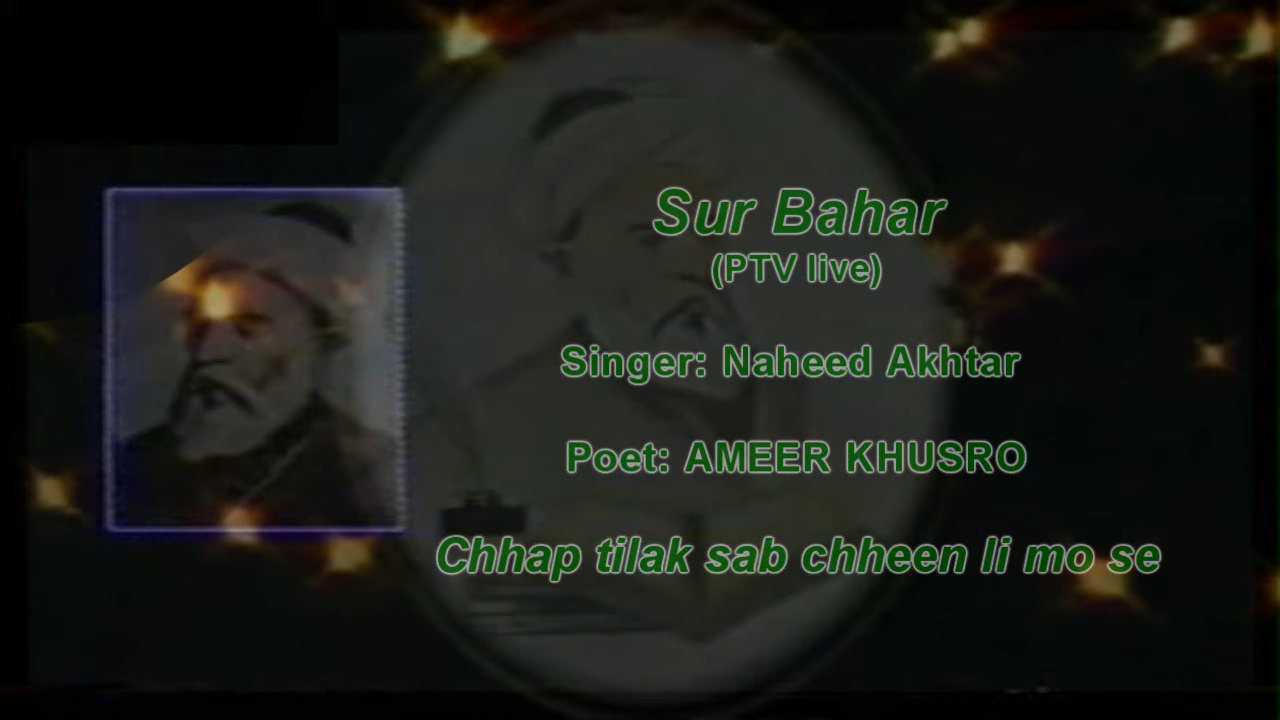 Sur Bahar
(PTV live)
Singer: Naheed Akhtar
Poet: AMEER KHUSRO
Chhap tilak sab chheen li mo se